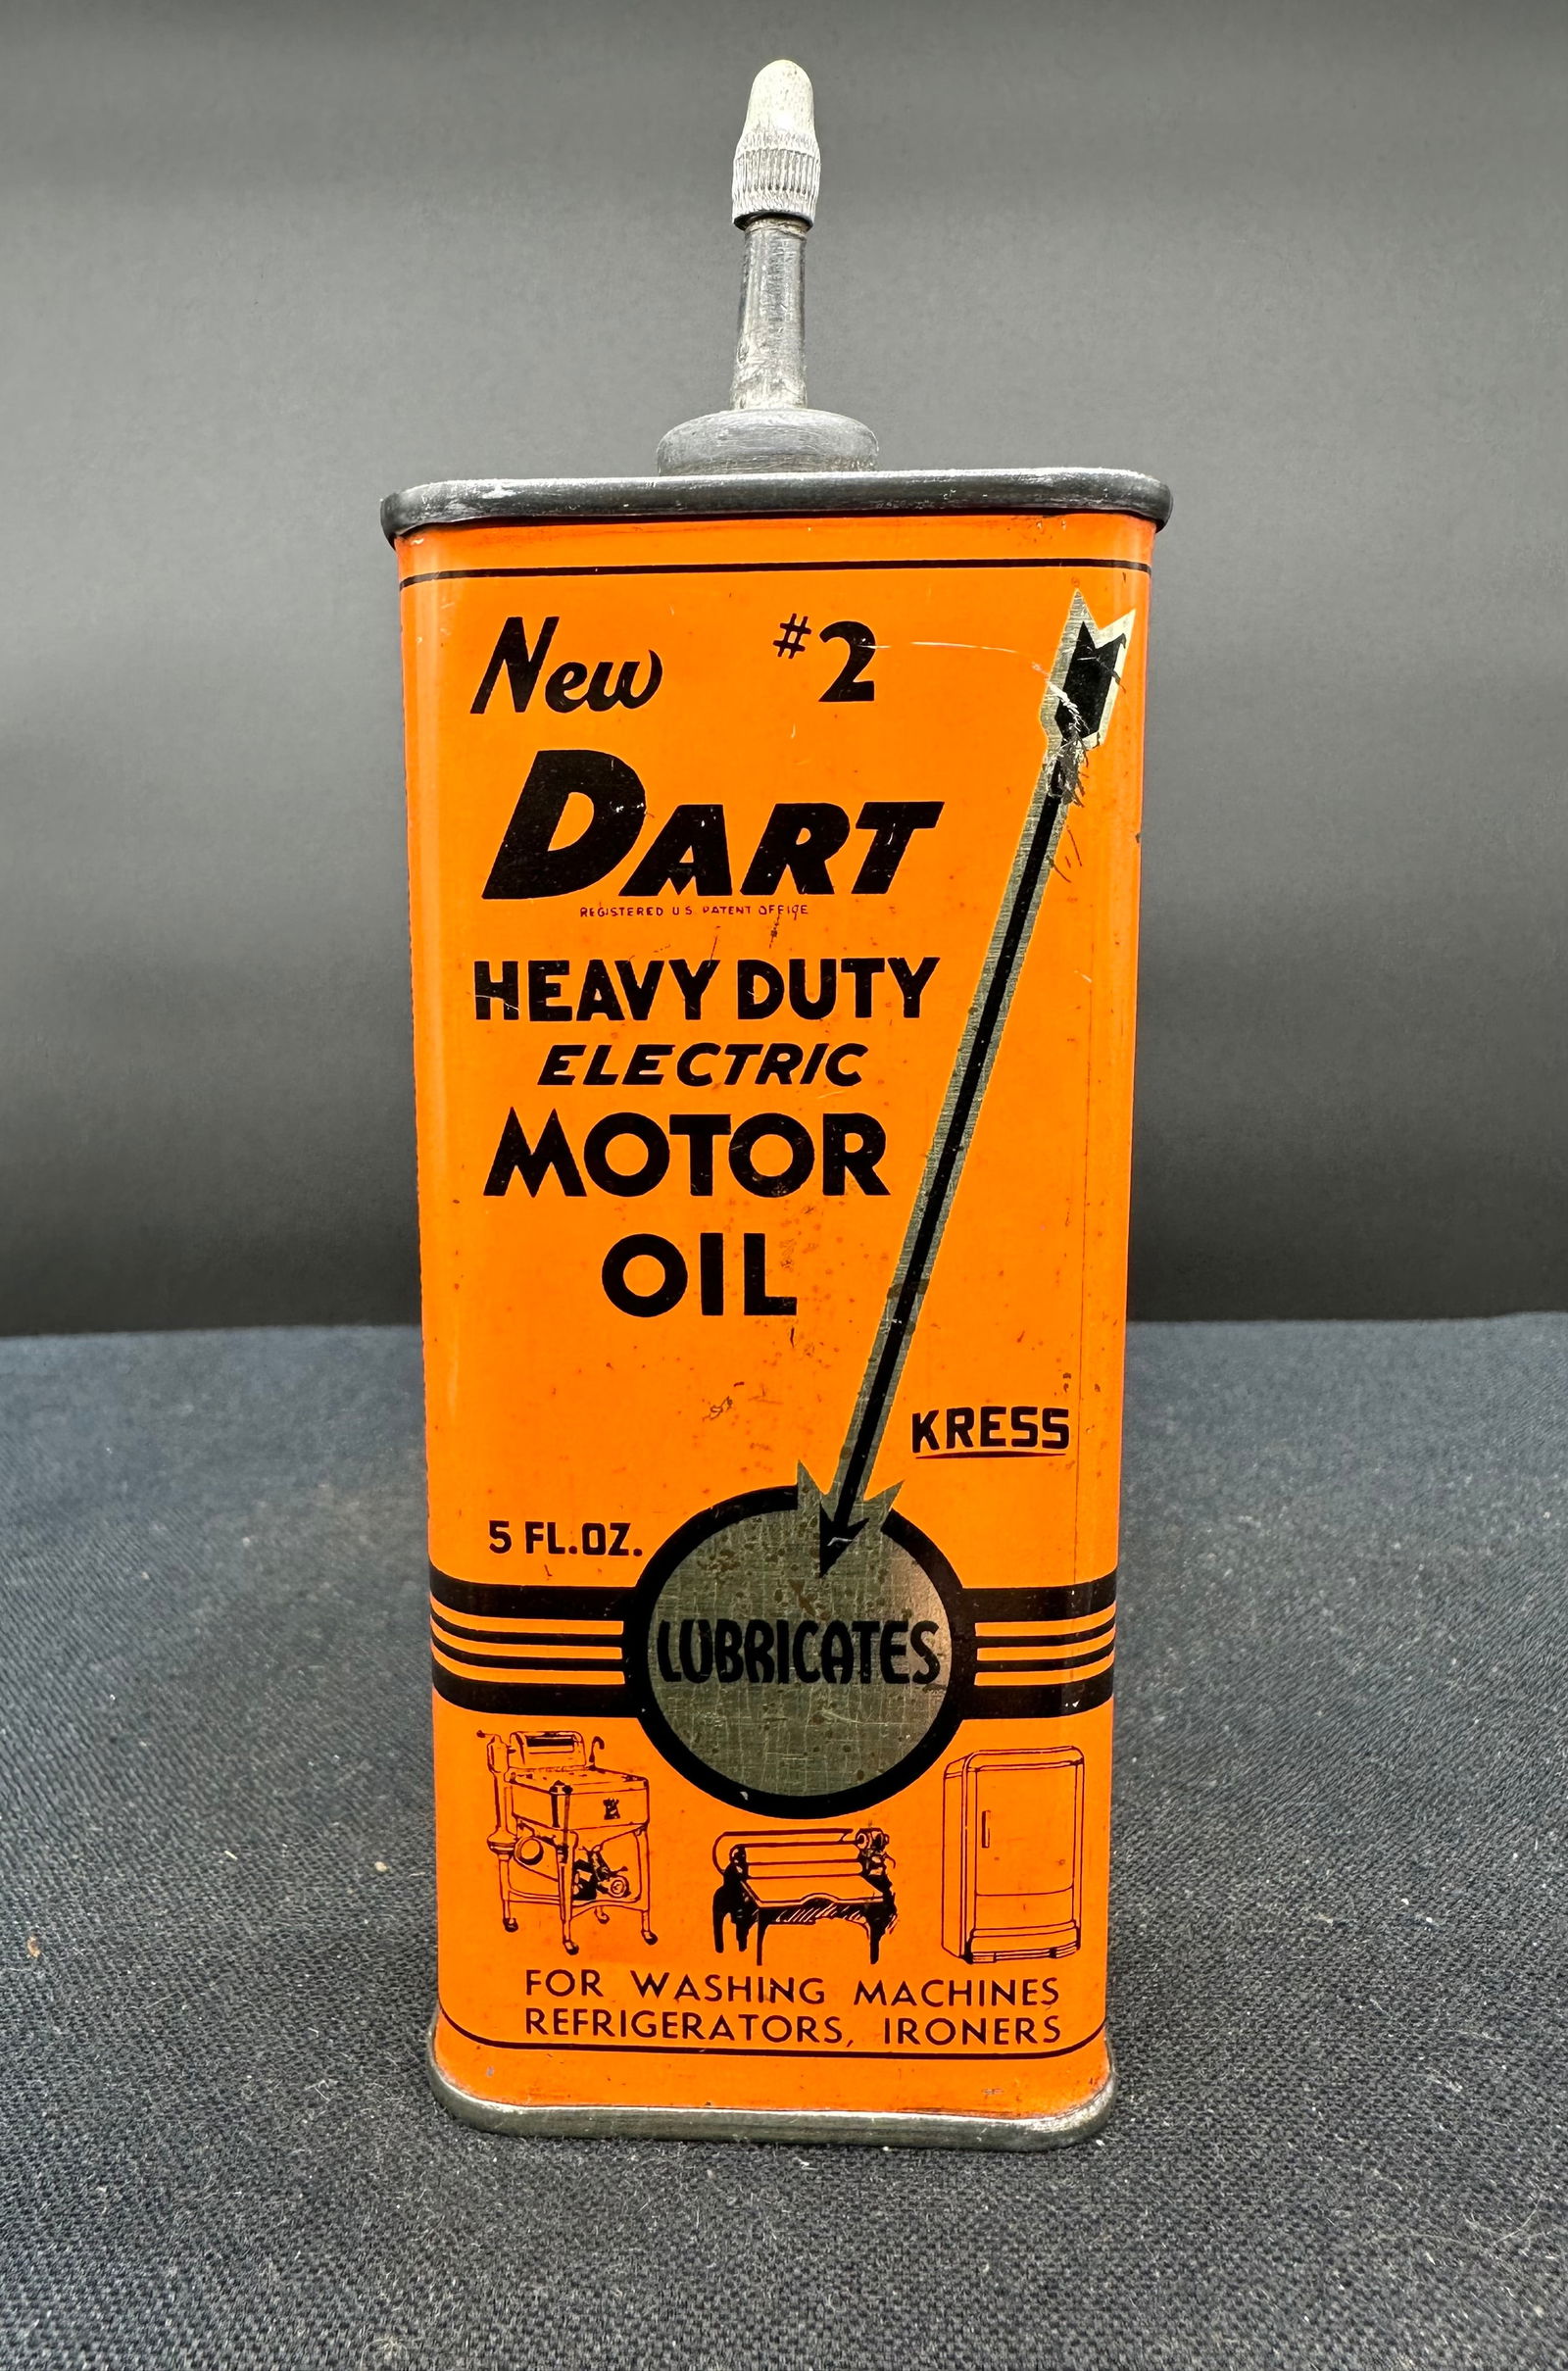 New #2
DART
REGISTERED U.S. PATENT OFFICE
HEAVY DUTY
ELECTRIC
MOTOR
OIL
KRESS
5 FL.OZ.
LUBRICATES
FOR WASHING MACHINES
REFRIGERATORS, IRONERS